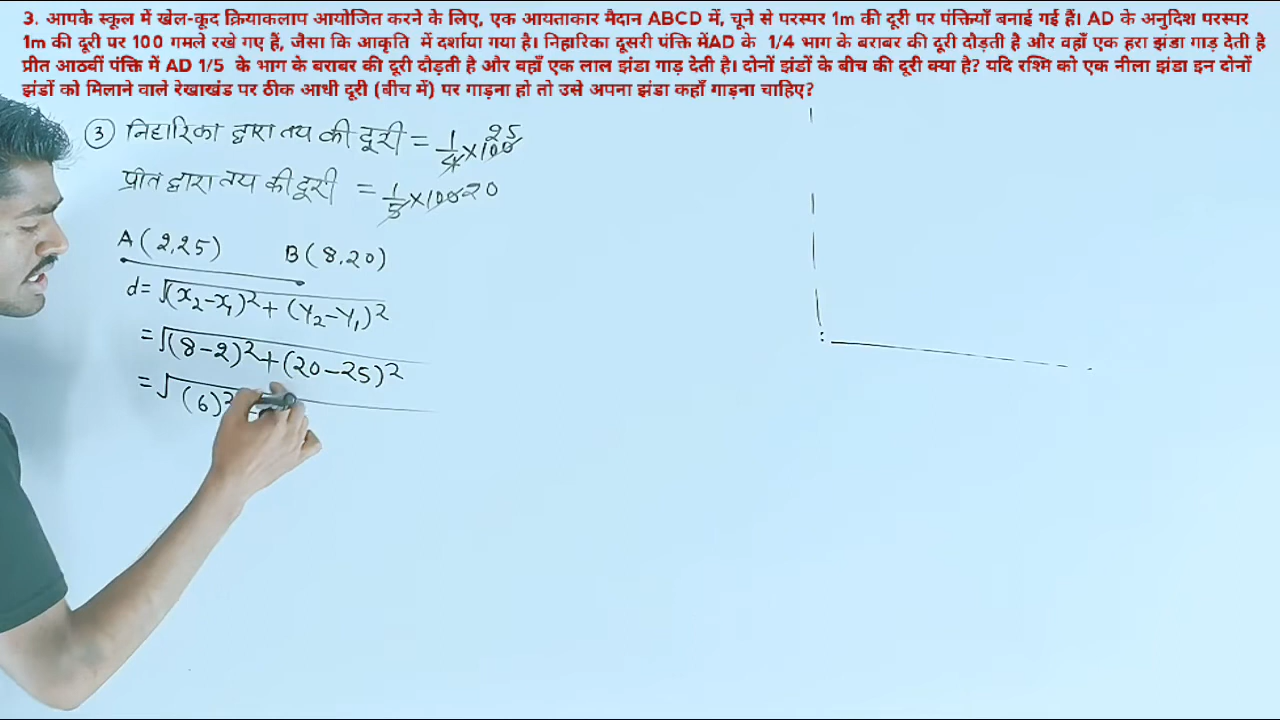 3. आपके स्कूल में खेल-कूद क्रियाकलाप आयोजित करने के लिए, एक आयताकार मैदान ABCD में, चूने से परस्पर 1m की दूरी पर पंक्तियाँ बनाई गई हैं। AD के अनुदिश परस्पर
1m की दूरी पर 100 गमले रखे गए हैं, जैसा कि आकृति में दर्शाया गया है। निहारिका दूसरी पंक्ति मेंAD के 1/4 भाग के बराबर की दूरी दौड़ती है और वहाँ एक हरा झंडा गाड़ देती है
प्रीत आठवीं पंक्ति में AD 1/5 के भाग के बराबर की दूरी दौड़ती है और वहाँ एक लाल झंडा गाड़ देती है। दोनों झंडों के बीच की दूरी क्या है? यदि रश्मि को एक नीला झंडा इन दोनों
झंडों को मिलाने वाले रेखाखंड पर ठीक आधी दूरी (बीच में) पर गाड़ना हो तो उसे अपना झंडा कहाँ गाड़ना चाहिए?
③ निहारिका द्वारा तय की दूरी = 1/4 × 100 25
प्रीत द्वारा तय की दूरी = 1/5 × 100 20
A (2,25) B (8,20)
d = √(x₂-x₁)² + (y₂-y₁)²
= √(8-2)² + (20-25)²
= √(6)²